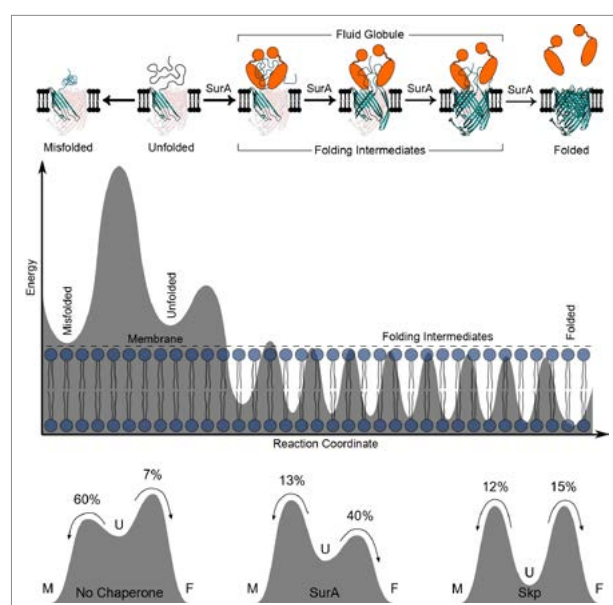 Fluid Globule
SurA SurA SurA SurA
Misfolded Unfolded Folding Intermediates Folded
Energy
Misfolded
Unfolded
Membrane
Folding Intermediates
Folded
Reaction Coordinate
60% 7% 13% 40% 12% 15%
U U U
M No Chaperone F M SurA F M Skp F